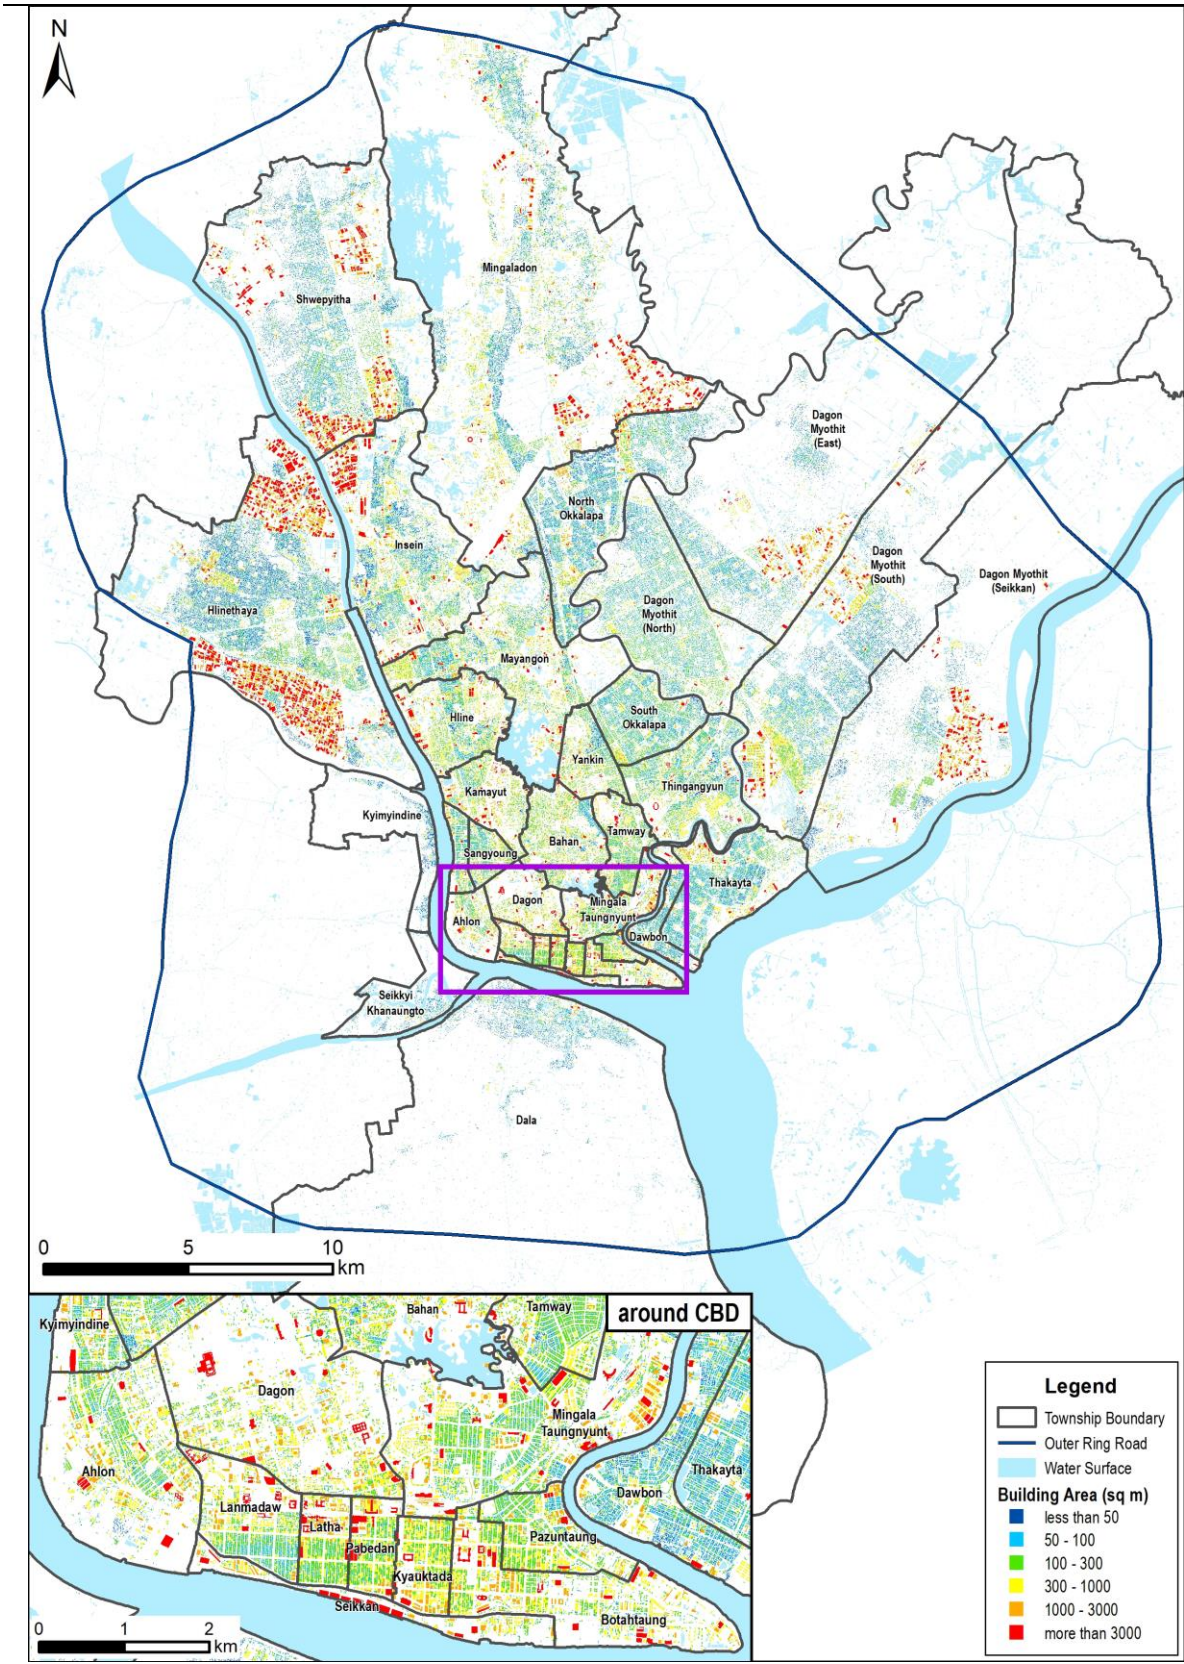 N
Mingaladon
Shwepyitha
Dagon
Myothit
(East)
North
Okkalapa
Insein
Dagon
Myothit
(South)
Dagon Myothit
(Seikkan)
Hlinethaya
Dagon
Myothit
(North)
Mayangon
Hline
South
Okkalapa
Yankin
Kamayut
Thingangyun
Kyimyindine
Sangyoung
Bahan
Tamway
Thakayta
Dagon
Mingala
Taungnyunt
Ahlon
Dawbon
Seikkyi
Khanaungto
Dala
0 5 10
km
around CBD
Kyimyindine
Bahan
Tamway
Dagon
Mingala
Taungnyunt
Ahlon
Thakayta
Dawbon
Lanmadaw
Latha
Pabedan
Pazuntaung
Kyauktada
Seikkan
Botahtaung
0 1 2
km
Legend
Township Boundary
Outer Ring Road
Water Surface
Building Area (sq m)
less than 50
50 - 100
100 - 300
300 - 1000
1000 - 3000
more than 3000